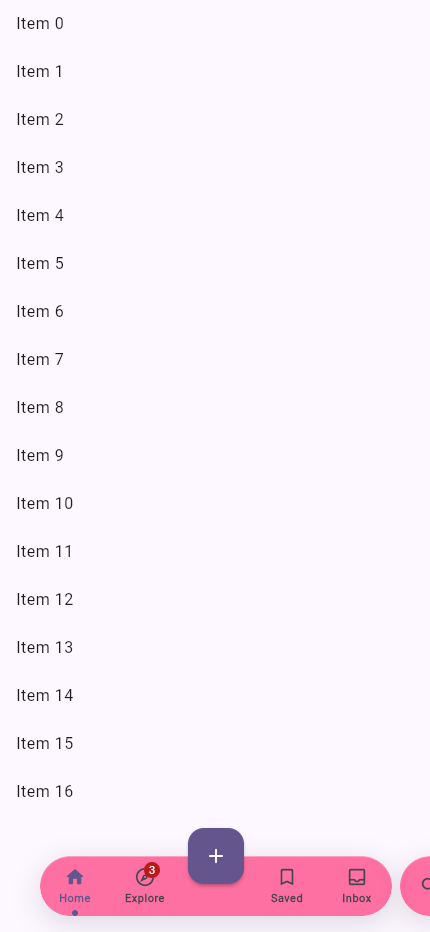 Item 0
Item 1
Item 2
Item 3
Item 4
Item 5
Item 6
Item 7
Item 8
Item 9
Item 10
Item 11
Item 12
Item 13
Item 14
Item 15
Item 16
3
Home Explore Saved Inbox